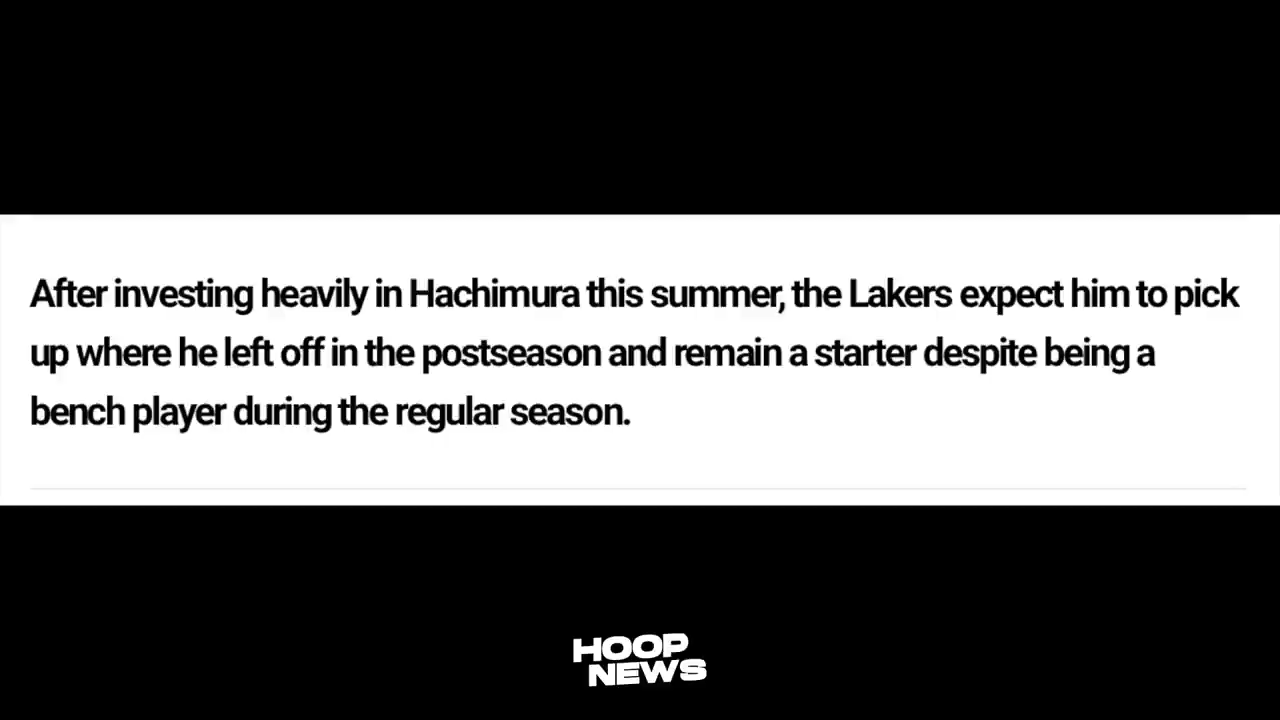 After investing heavily in Hachimura this summer, the Lakers expect him to pick
up where he left off in the postseason and remain a starter despite being a
bench player during the regular season.
HOOP
NEWS